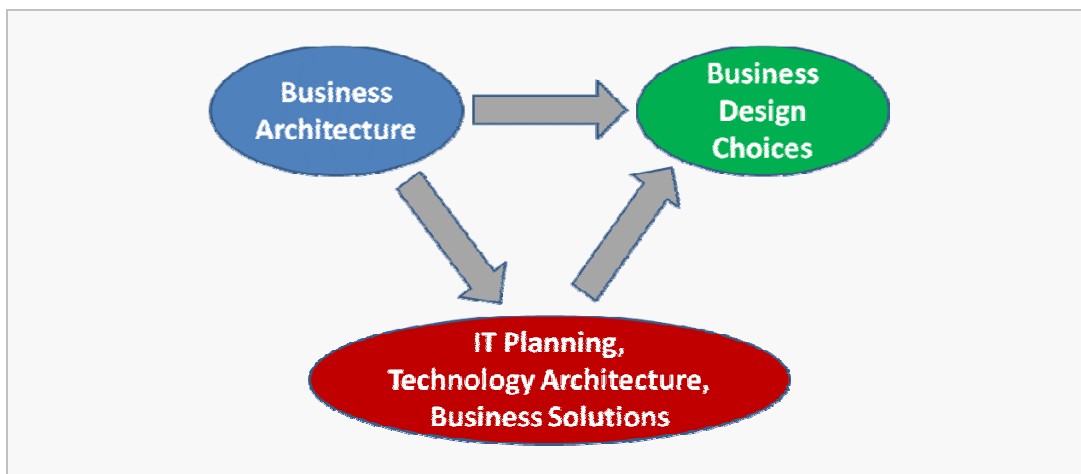 Business
Architecture
Business
Design
Choices
IT Planning,
Technology Architecture,
Business Solutions